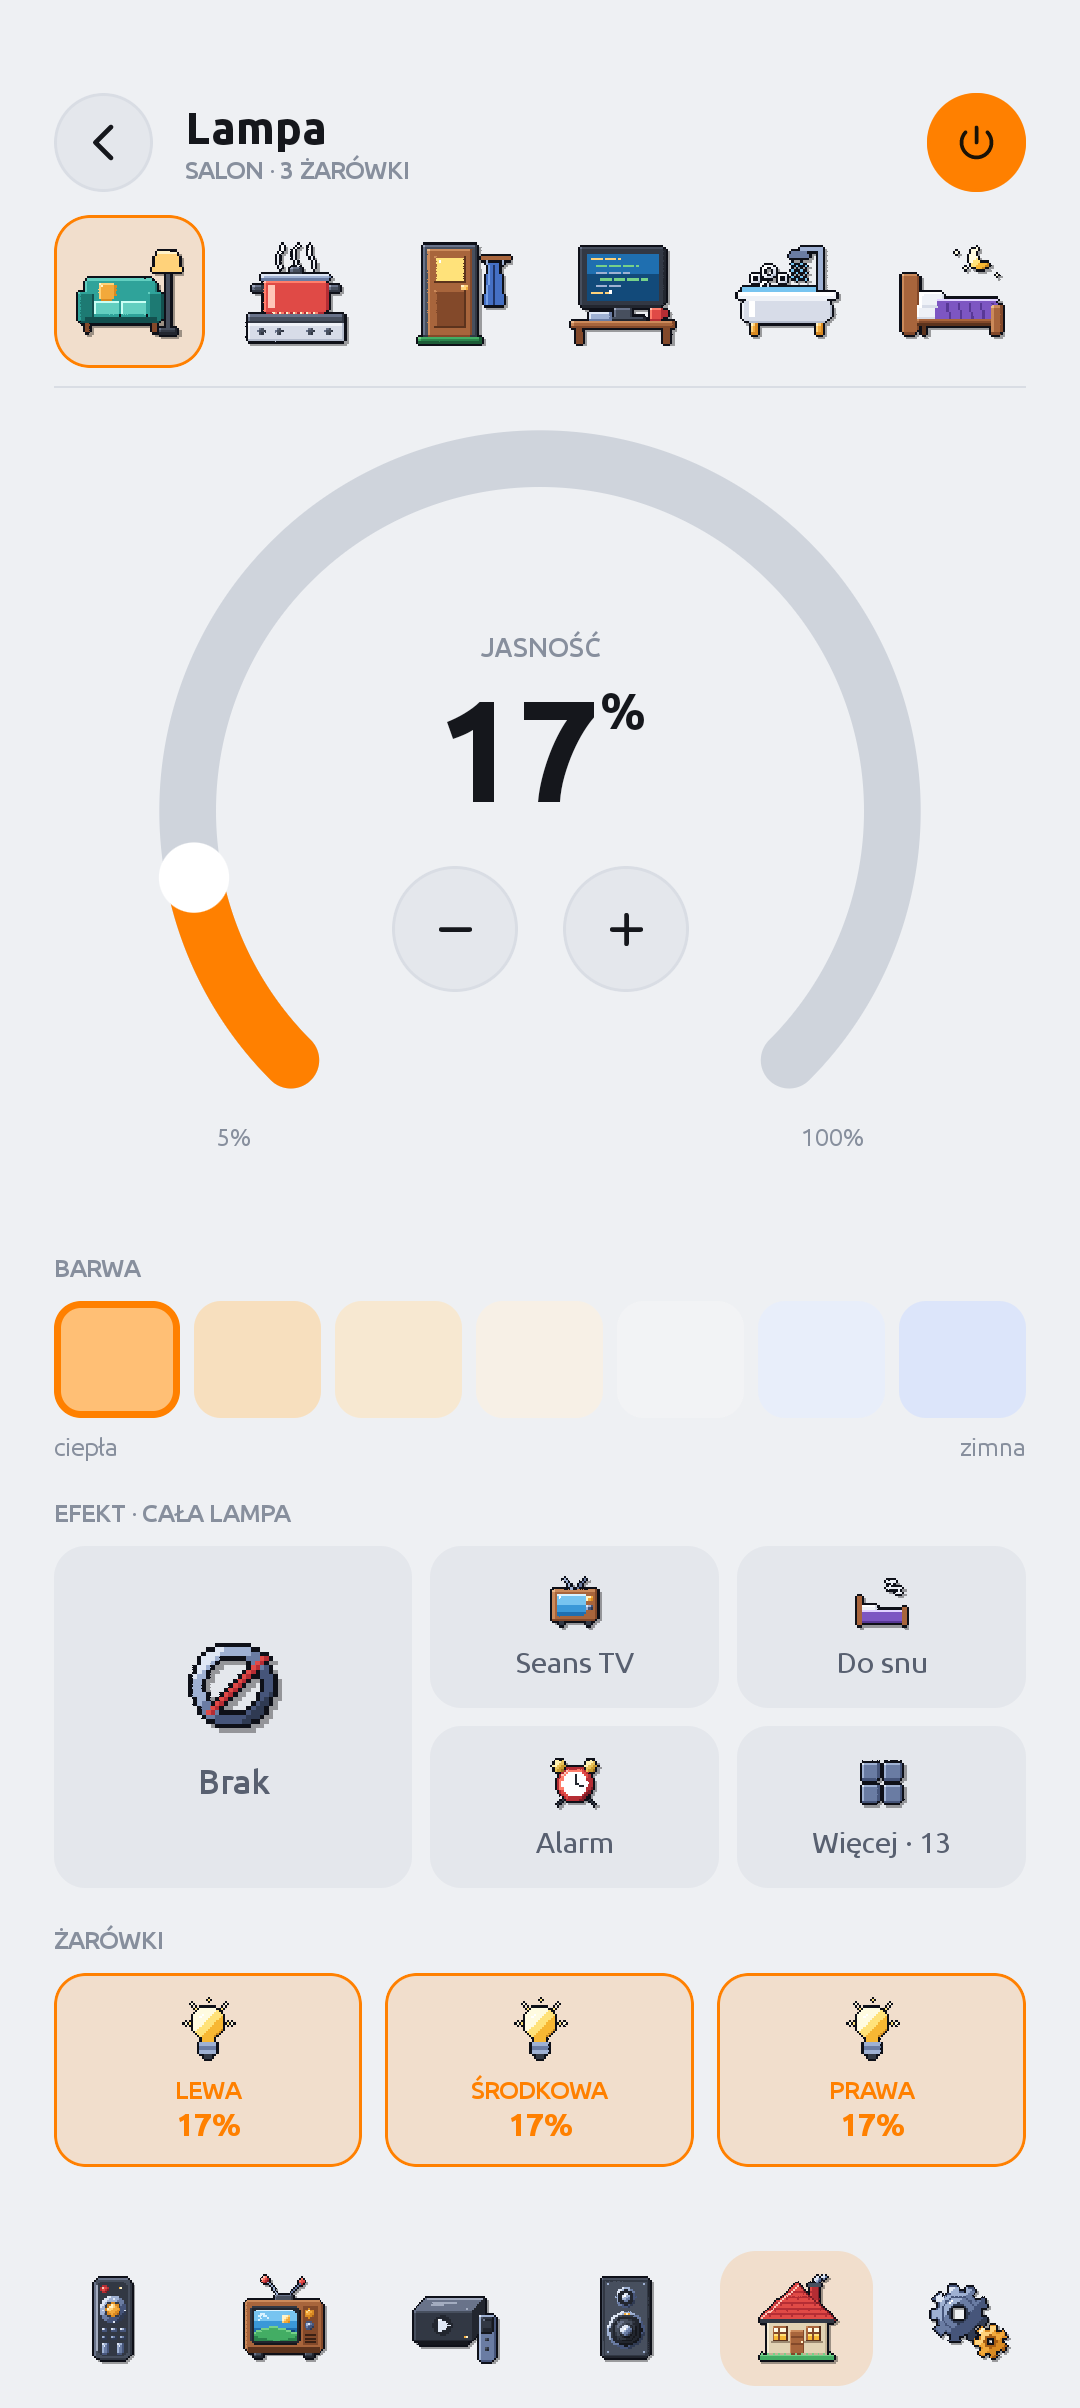 Lampa
SALON · 3 ŻARÓWKI
JASNOŚĆ
17%
5%
100%
BARWA
ciepła
zimna
EFEKT · CAŁA LAMPA
Brak
Seans TV
Do snu
Alarm
Więcej · 13
ŻARÓWKI
LEWA
17%
ŚRODKOWA
17%
PRAWA
17%